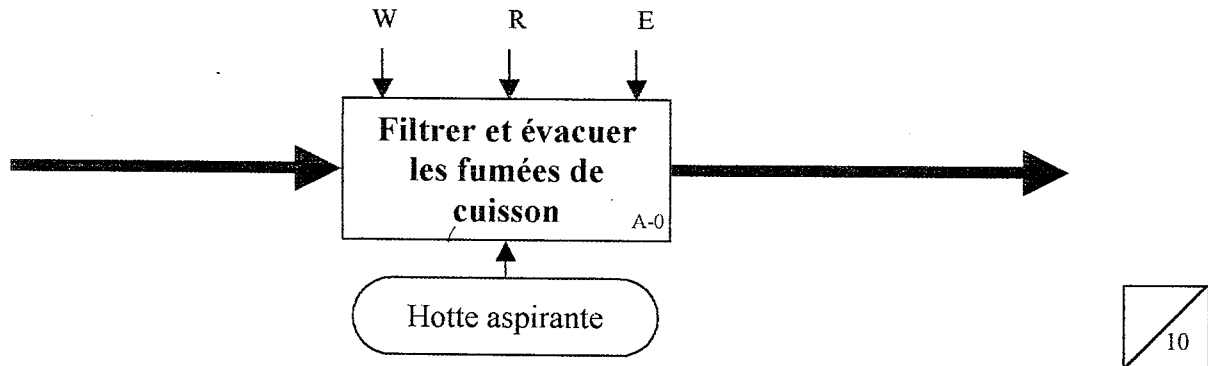 W R E
Filtrer et évacuer
les fumées de
cuisson
A-0
Hotte aspirante
10